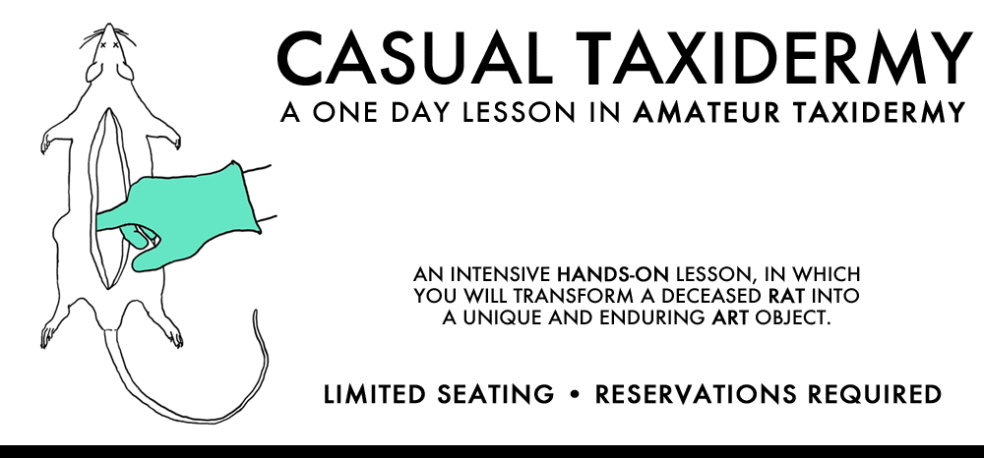 CASUAL TAXIDERMY
A ONE DAY LESSON IN AMATEUR TAXIDERMY
AN INTENSIVE HANDS-ON LESSON, IN WHICH
YOU WILL TRANSFORM A DECEASED RAT INTO
A UNIQUE AND ENDURING ART OBJECT.
LIMITED SEATING • RESERVATIONS REQUIRED